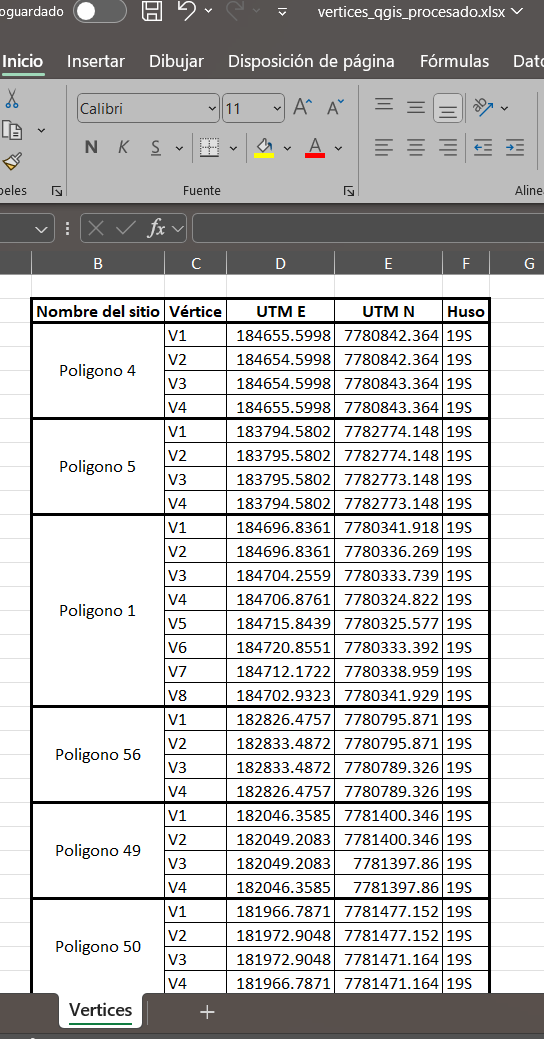 oguardado vertices_qgis_procesado.xlsx
Inicio Insertar Dibujar Disposición de página Fórmulas Dato
Calibri 11 A A
N K S A
peles Fuente Aline
fx
B C D E F G
Nombre del sitio Vértice UTM E UTM N Huso
Poligono 4
V1 184655.5998 7780842.364 19S
V2 184654.5998 7780842.364 19S
V3 184654.5998 7780843.364 19S
V4 184655.5998 7780843.364 19S
Poligono 5
V1 183794.5802 7782774.148 19S
V2 183795.5802 7782774.148 19S
V3 183795.5802 7782773.148 19S
V4 183794.5802 7782773.148 19S
Poligono 1
V1 184696.8361 7780341.918 19S
V2 184696.8361 7780336.269 19S
V3 184704.2559 7780333.739 19S
V4 184706.8761 7780324.822 19S
V5 184715.8439 7780325.577 19S
V6 184720.8551 7780333.392 19S
V7 184712.1722 7780338.959 19S
V8 184702.9323 7780341.929 19S
Poligono 56
V1 182826.4757 7780795.871 19S
V2 182833.4872 7780795.871 19S
V3 182833.4872 7780789.326 19S
V4 182826.4757 7780789.326 19S
Poligono 49
V1 182046.3585 7781400.346 19S
V2 182049.2083 7781400.346 19S
V3 182049.2083 7781397.86 19S
V4 182046.3585 7781397.86 19S
Poligono 50
V1 181966.7871 7781477.152 19S
V2 181972.9048 7781477.152 19S
V3 181972.9048 7781471.164 19S
V4 181966.7871 7781471.164 19S
Vertices